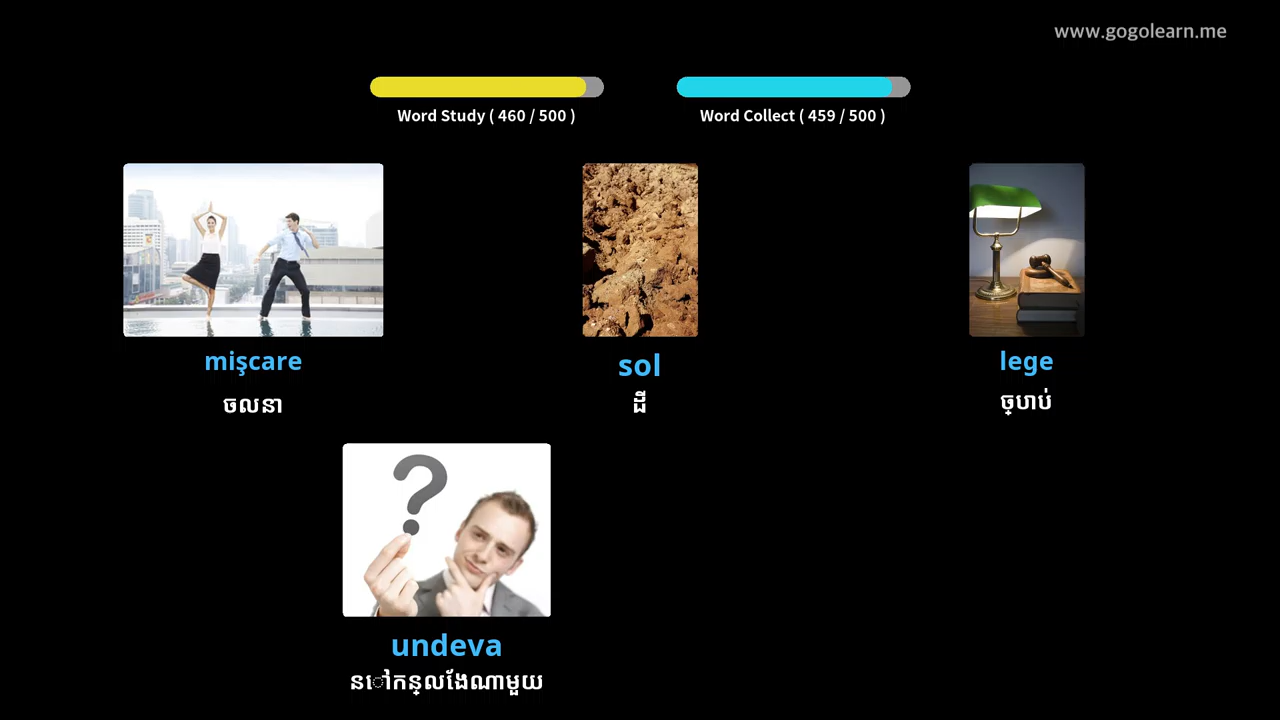 www.gogolearn.me
Word Study ( 460 / 500 )
Word Collect ( 459 / 500 )
mişcare
sol
lege
ចលនា
ដី
ច្បាប់
undeva
នៅកន្លែងណាមួយ